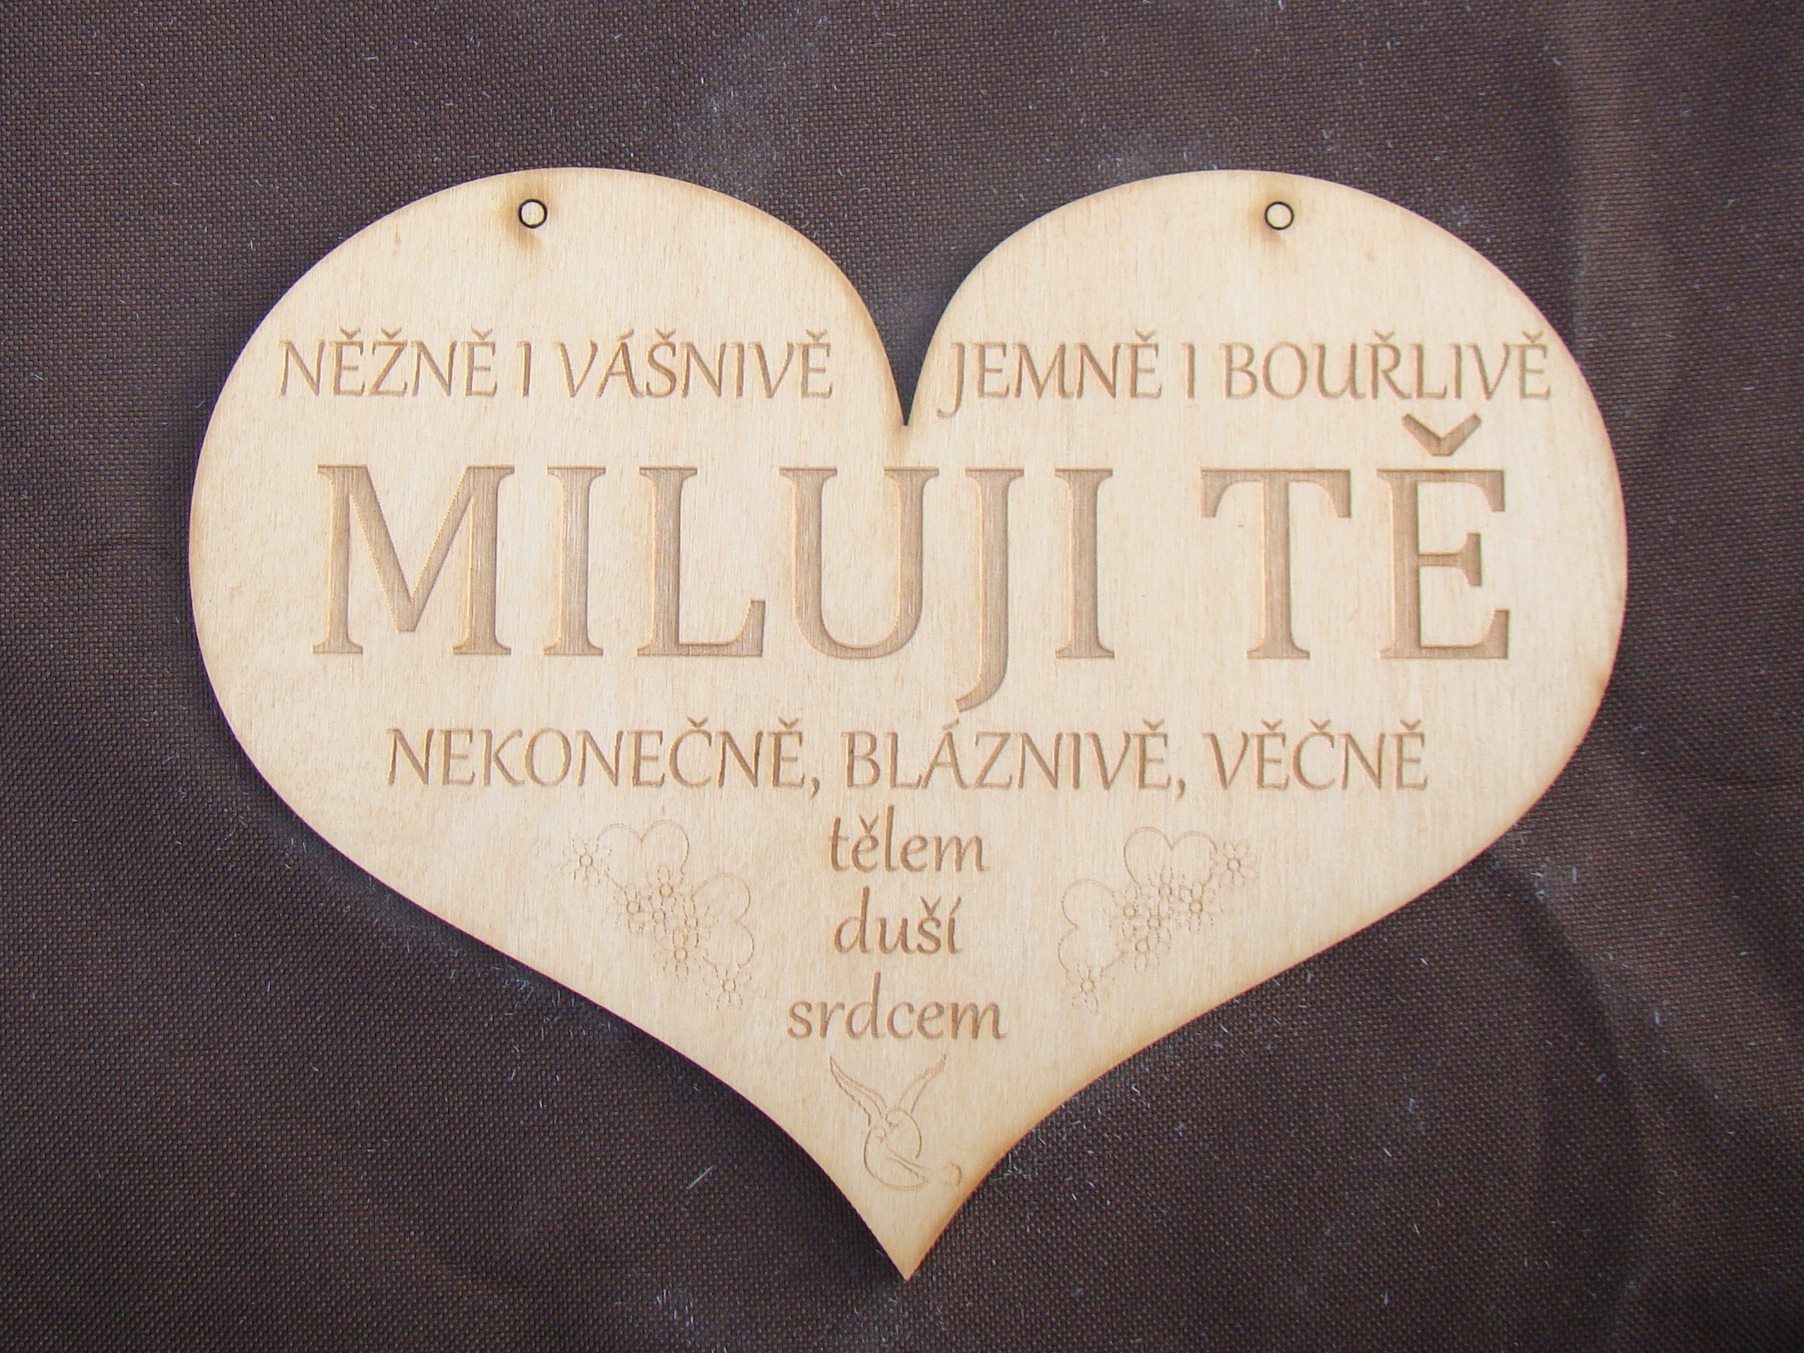 NĚŽNĚ I VÁŠNIVĚ JEMNĚ I BOUŘLIVĚ
MILUJI TĚ
NEKONEČNĚ, BLÁZNIVĚ, VĚČNĚ
tělem
duší
srdcem